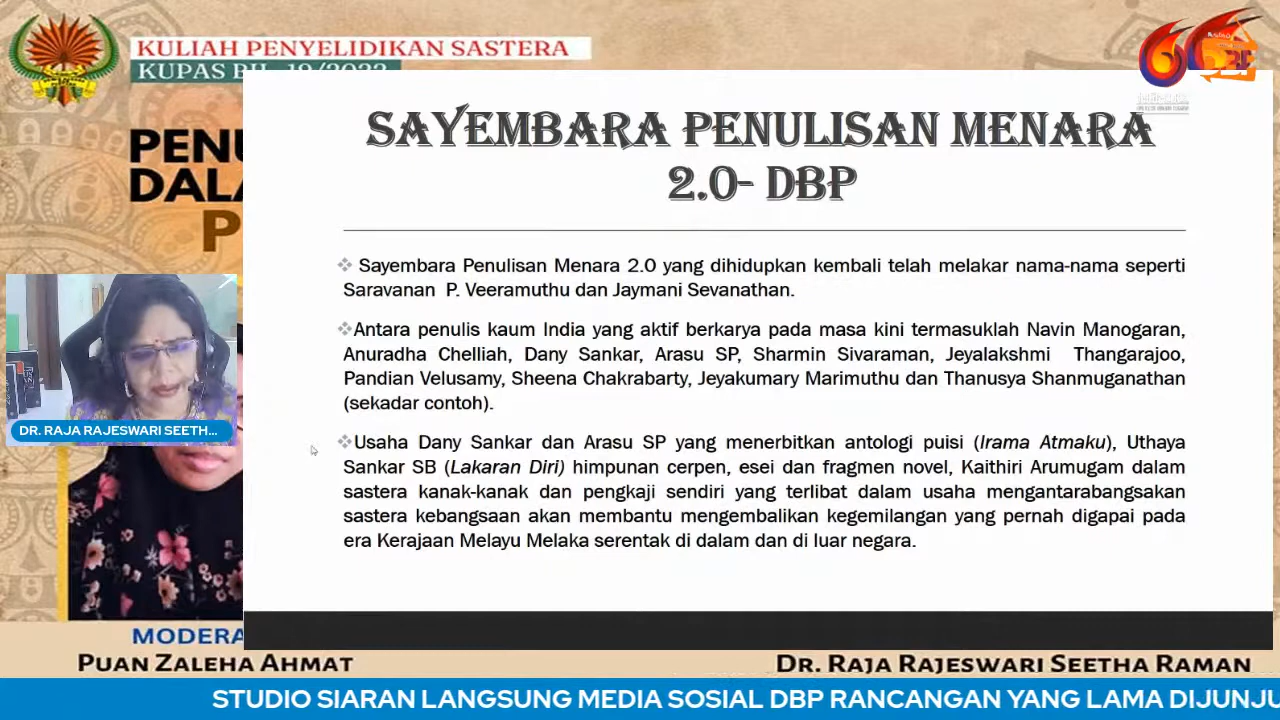 KULIAH PENYELIDIKAN SASTERA
KUPAS BIL 19/2022
PENU
DALA
P
SAYEMBARA PENULISAN MENARA
2.0- DBP
❖ Sayembara Penulisan Menara 2.0 yang dihidupkan kembali telah melakar nama-nama seperti
Saravanan P. Veeramuthu dan Jaymani Sevanathan.
❖Antara penulis kaum India yang aktif berkarya pada masa kini termasuklah Navin Manogaran,
Anuradha Chelliah, Dany Sankar, Arasu SP, Sharmin Sivaraman, Jeyalakshmi Thangarajoo,
Pandian Velusamy, Sheena Chakrabarty, Jeyakumary Marimuthu dan Thanusya Shanmuganathan
(sekadar contoh).
❖Usaha Dany Sankar dan Arasu SP yang menerbitkan antologi puisi (Irama Atmaku), Uthaya
Sankar SB (Lakaran Diri) himpunan cerpen, esei dan fragmen novel, Kaithiri Arumugam dalam
sastera kanak-kanak dan pengkaji sendiri yang terlibat dalam usaha mengantarabangsakan
sastera kebangsaan akan membantu mengembalikan kegemilangan yang pernah digapai pada
era Kerajaan Melayu Melaka serentak di dalam dan di luar negara.
DR. RAJA RAJESWARI SEETH...
MODERA
PUAN ZALEHA AHMAT
DR. RAJA RAJESWARI SEETHA RAMAN
STUDIO SIARAN LANGSUNG MEDIA SOSIAL DBP RANCANGAN YANG LAMA DIJUNJU